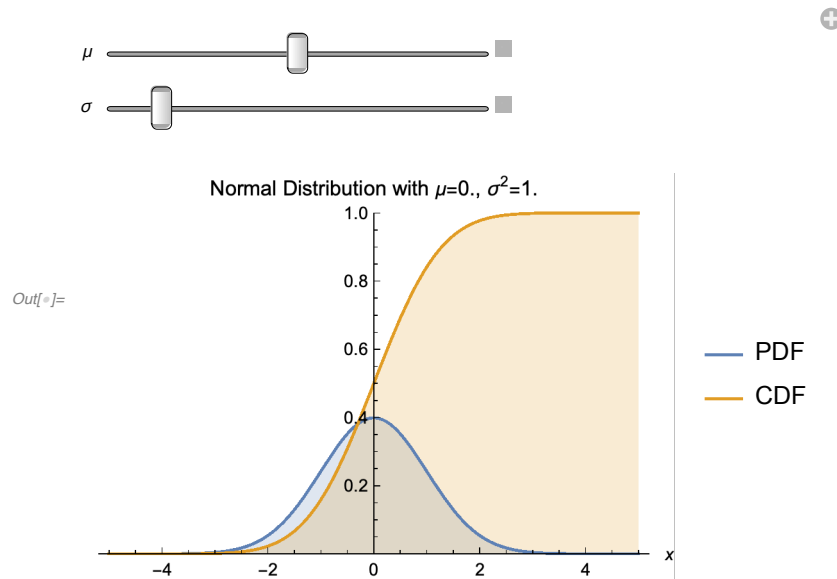 μ
σ
Normal Distribution with μ=0., σ²=1.
1.0
0.8
Out[•]=
0.6
PDF
CDF
0.4
0.2
x
−4 −2 0 2 4